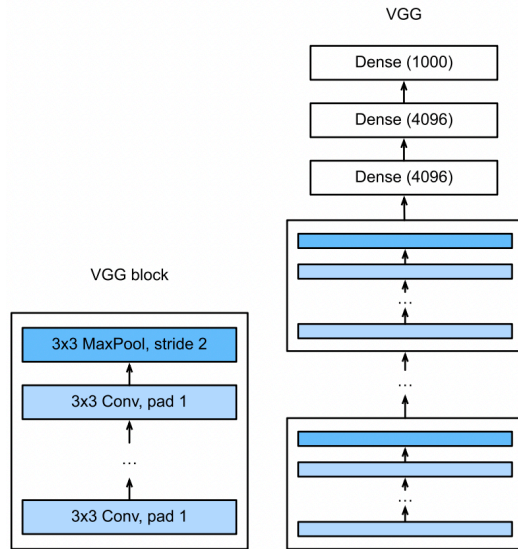 VGG block
3x3 MaxPool, stride 2
3x3 Conv, pad 1
...
3x3 Conv, pad 1
VGG
Dense (1000)
Dense (4096)
Dense (4096)
...
...
...